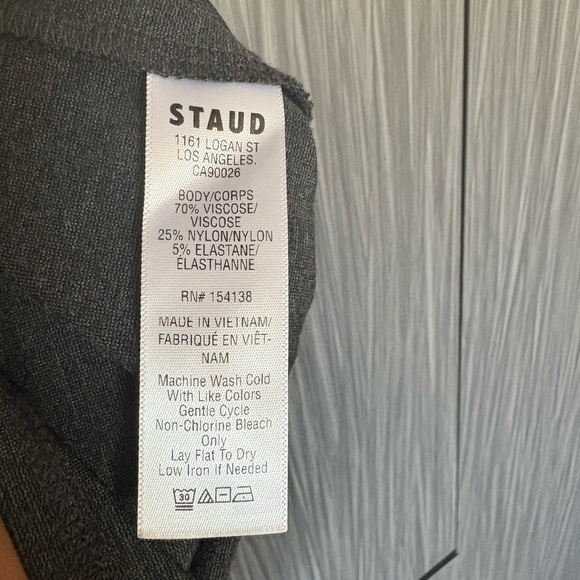 STAUD
1161 LOGAN ST
LOS ANGELES.
CA90026
BODY/CORPS
70% VISCOSE/
VISCOSE
25% NYLON/NYLON
5% ELASTANE/
ELASTHANNE
RN# 154138
MADE IN VIETNAM/
FABRIQUÉ EN VIÊT-
NAM
Machine Wash Cold
With Like Colors
Gentle Cycle
Non-Chlorine Bleach
Only
Lay Flat To Dry
Low Iron If Needed
30